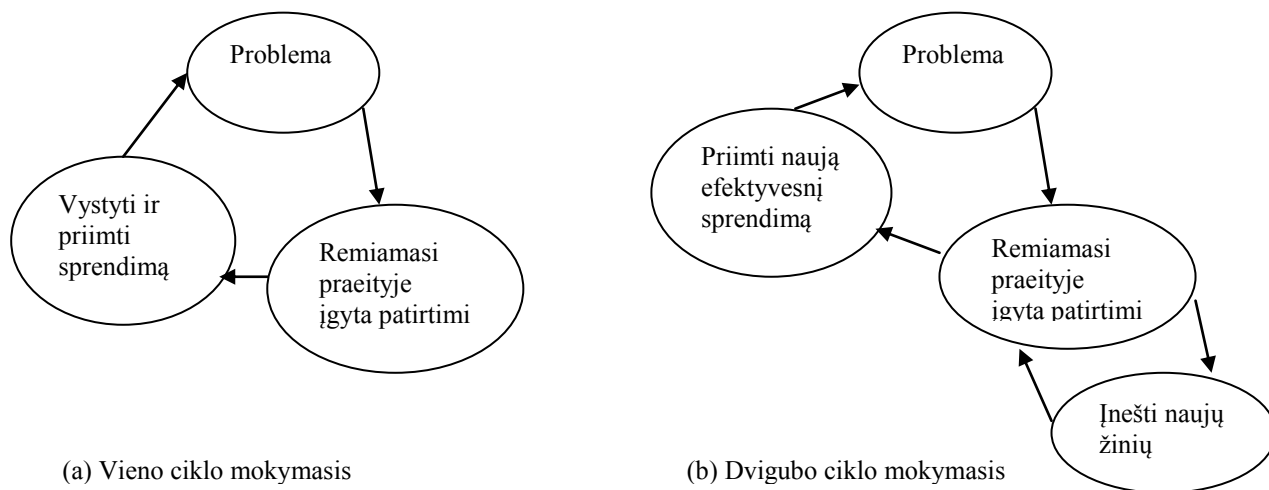 Problema
Vystyti ir
priimti
sprendimą
Remiamasi
praeityje
įgyta patirtimi
(a) Vieno ciklo mokymasis
Problema
Priimti naują
efektyvesnį
sprendimą
Remiamasi
praeityje
įgyta patirtimi
Įnešti naujų
žinių
(b) Dvigubo ciklo mokymasis